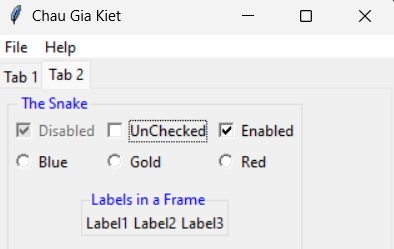 Chau Gia Kiet
File Help
Tab 1 Tab 2
The Snake
Disabled UnChecked Enabled
Blue Gold Red
Labels in a Frame
Label1 Label2 Label3